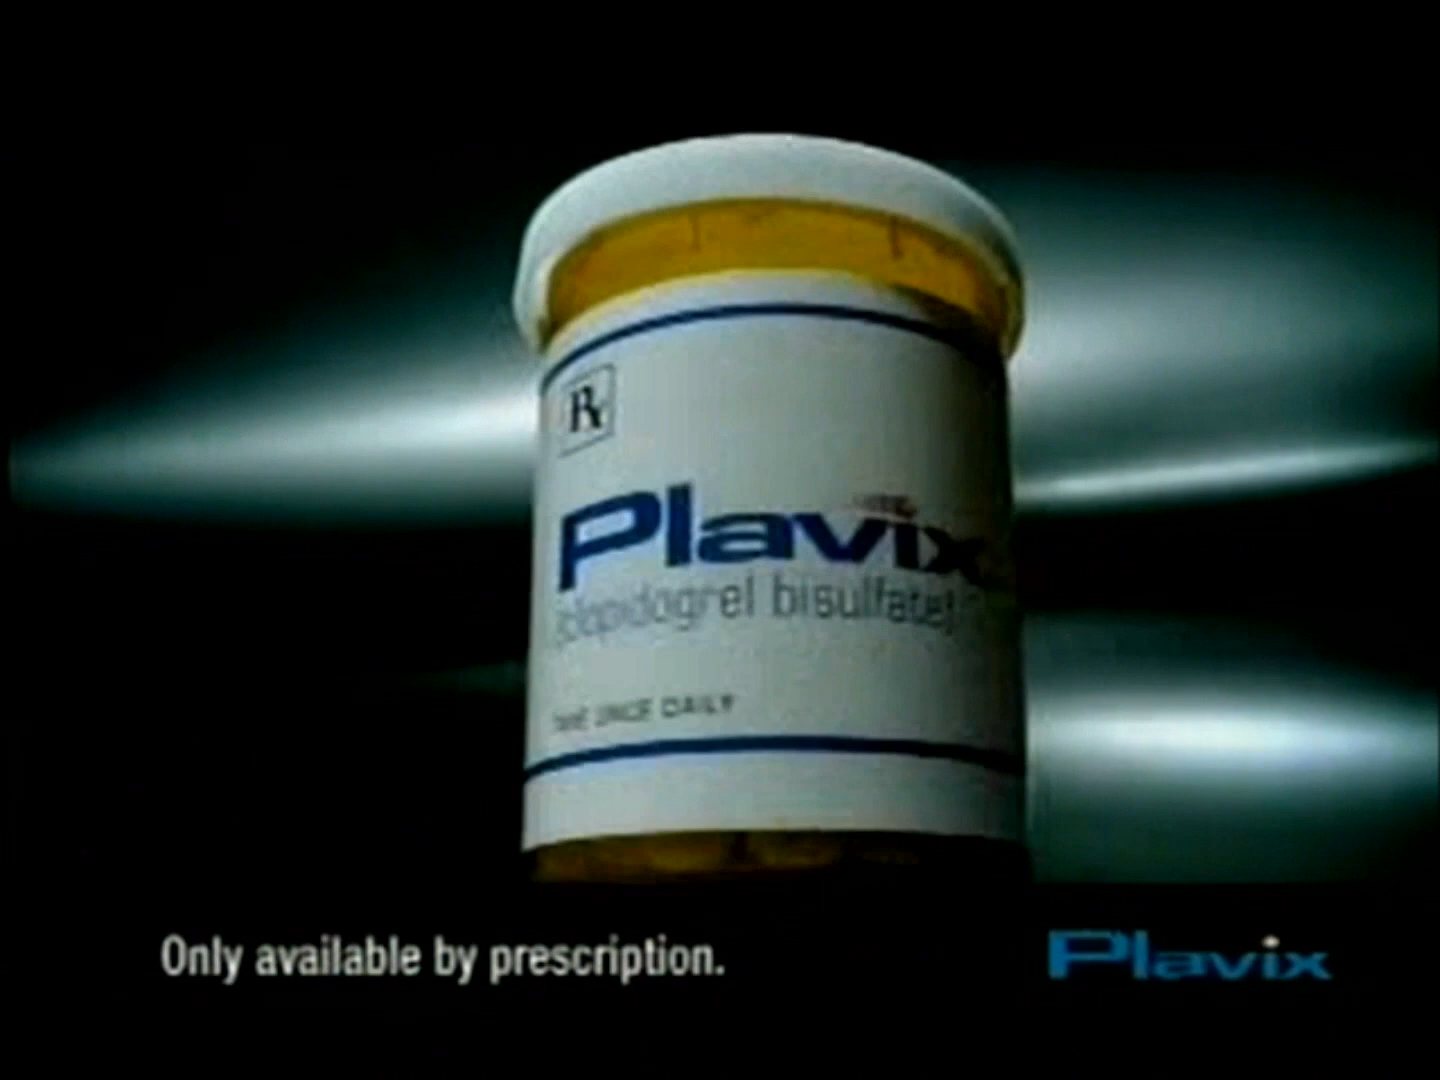 Rx
Plavix
(clopidogrel bisulfate)
TAKE ONCE DAILY
Only available by prescription.
Plavix